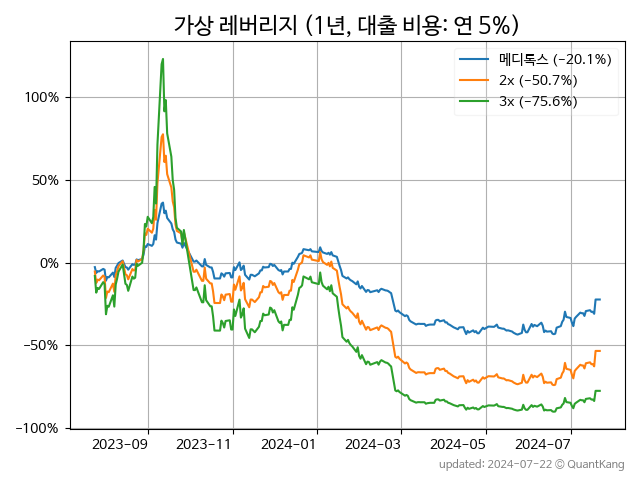 가상 레버리지 (1년, 대출 비용: 연 5%)
메디톡스 (−20.1%)
2x (−50.7%)
3x (−75.6%)
100%
50%
0%
−50%
−100%
2023-09 2023-11 2024-01 2024-03 2024-05 2024-07
updated: 2024-07-22 © QuantKang